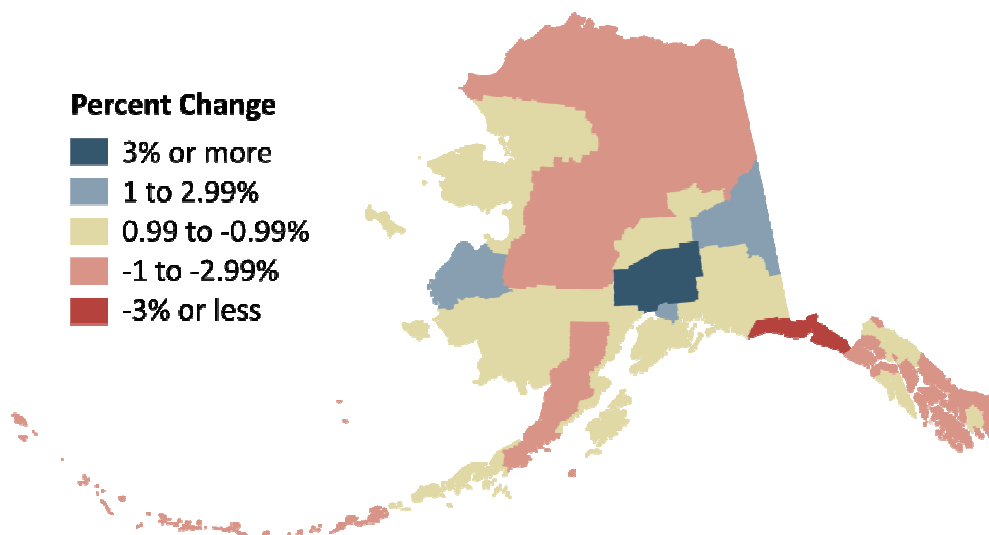 Percent Change
3% or more
1 to 2.99%
0.99 to -0.99%
-1 to -2.99%
-3% or less